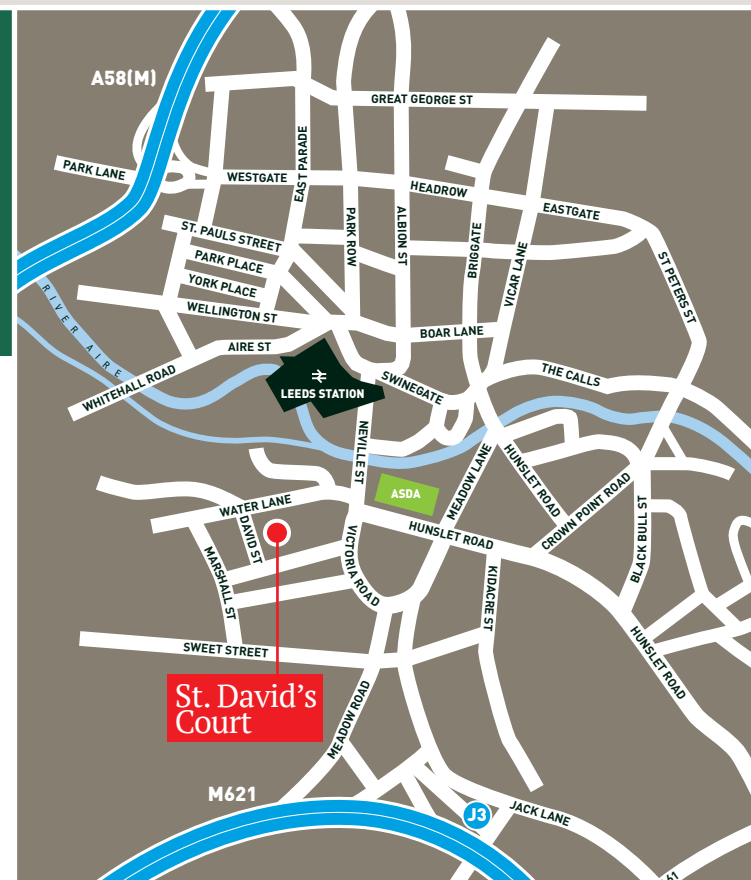 A58(M)
GREAT GEORGE ST
PARK LANE
WESTGATE
EAST PARADE
HEADROW
EASTGATE
ST. PAULS STREET
PARK ROW
ALBION ST
BRIGGATE
VICAR LANE
ST PETERS ST
PARK PLACE
YORK PLACE
RIVER AIRE
WELLINGTON ST
BOAR LANE
AIRE ST
WHITEHALL ROAD
LEEDS STATION
SWINEGATE
THE CALLS
NEVILLE ST
MEADOW LANE
HUNSLET ROAD
CROWN POINT ROAD
ASDA
WATER LANE
DAVID ST
HUNSLET ROAD
BLACK BULL ST
MARSHALL ST
VICTORIA ROAD
KIDACRE ST
SWEET STREET
HUNSLET ROAD
St. David's
Court
MEADOW ROAD
M621
J3
JACK LANE
61